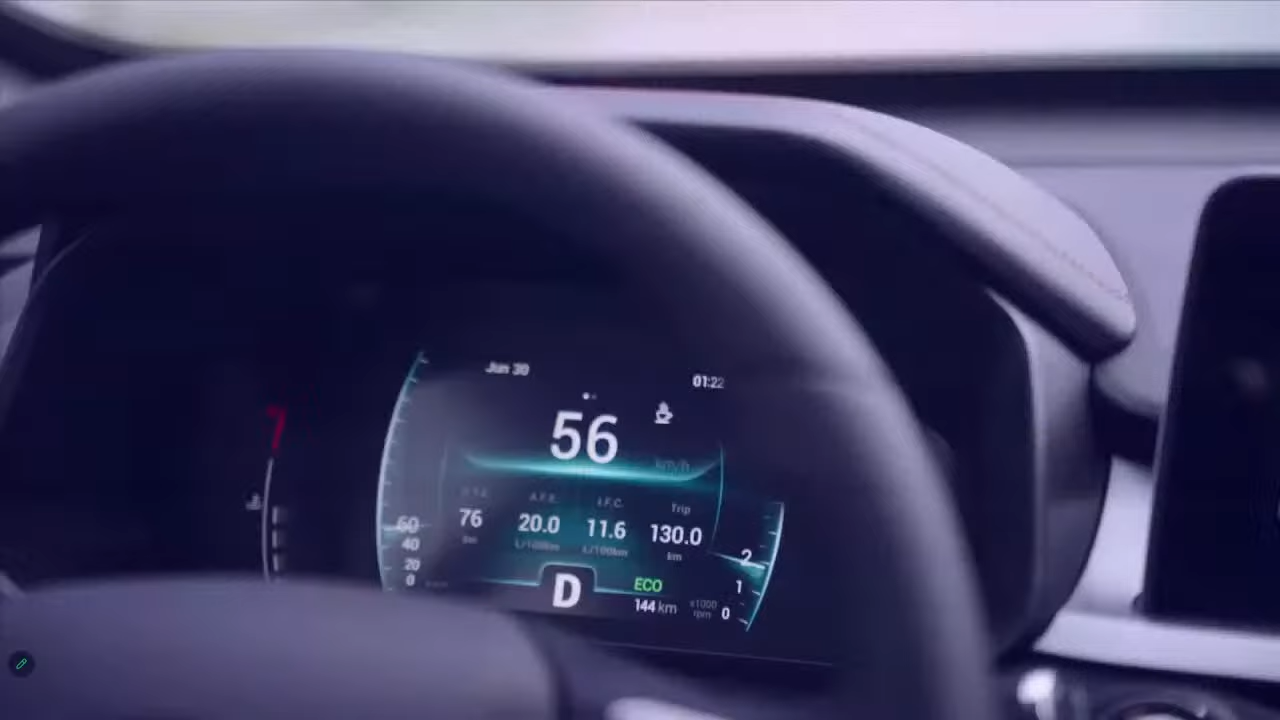 Jun 30
01:22
56
km/h
7
D.T.E. A.F.E. I.F.C. Trip
76 20.0 11.6 130.0
km L/100km L/100km km
60
40
20
0
2
1
0
D
ECO
144 km
x1000
rpm